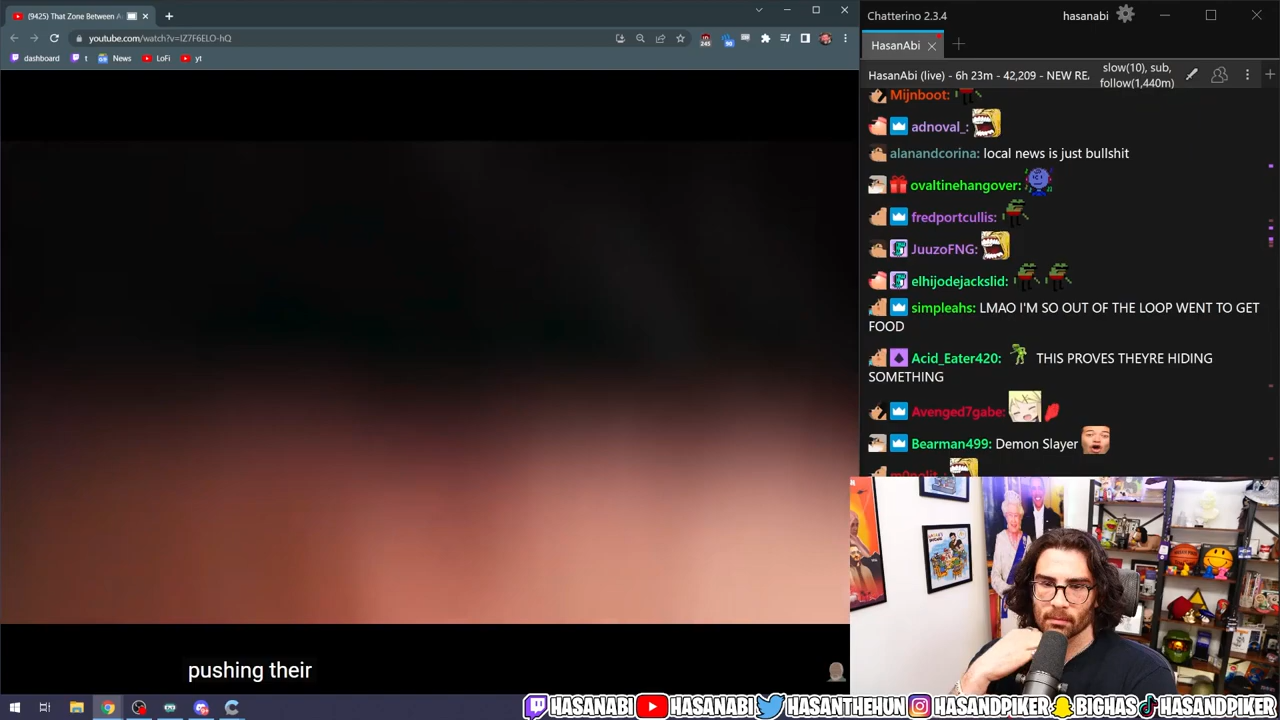 (9425) That Zone Between A
youtube.com/watch?v=IZ7F6ELO-hQ
245
90
dashboard
t
News
LoFi
yt
pushing their
Chatterino 2.3.4
hasanabi
HasanAbi
HasanAbi (live) - 6h 23m - 42,209 - NEW RE
slow(10), sub,
follow(1,440m)
Mijnboot:
adnoval_:
alanandcorina: local news is just bullshit
ovaltinehangover:
fredportcullis:
JuuzoFNG:
elhijodejackslid:
simpleahs: LMAO I'M SO OUT OF THE LOOP WENT TO GET
FOOD
Acid_Eater420: THIS PROVES THEYRE HIDING
SOMETHING
Avenged7gabe:
Bearman499: Demon Slayer
HASANABI HASANABI HASANTHEHUN HASANDPIKER BIGHAS HASANDPIKER